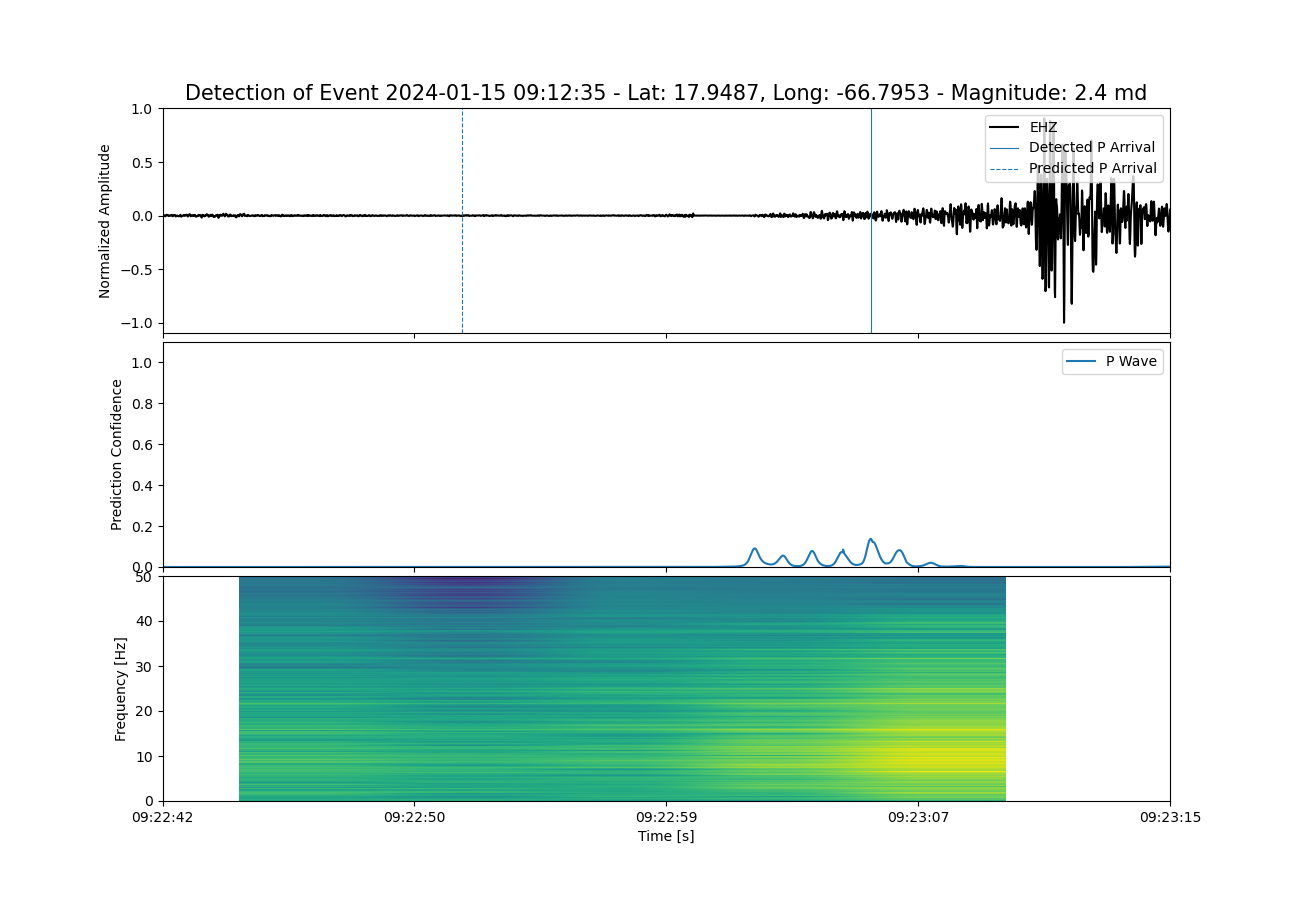 Detection of Event 2024-01-15 09:12:35 - Lat: 17.9487, Long: -66.7953 - Magnitude: 2.4 md
1.0
0.5
0.0
−0.5
−1.0
Normalized Amplitude
EHZ
Detected P Arrival
Predicted P Arrival
1.0
0.8
0.6
0.4
0.2
0.0
Prediction Confidence
P Wave
50
40
30
20
10
0
Frequency [Hz]
09:22:42 09:22:50 09:22:59 09:23:07 09:23:15
Time [s]